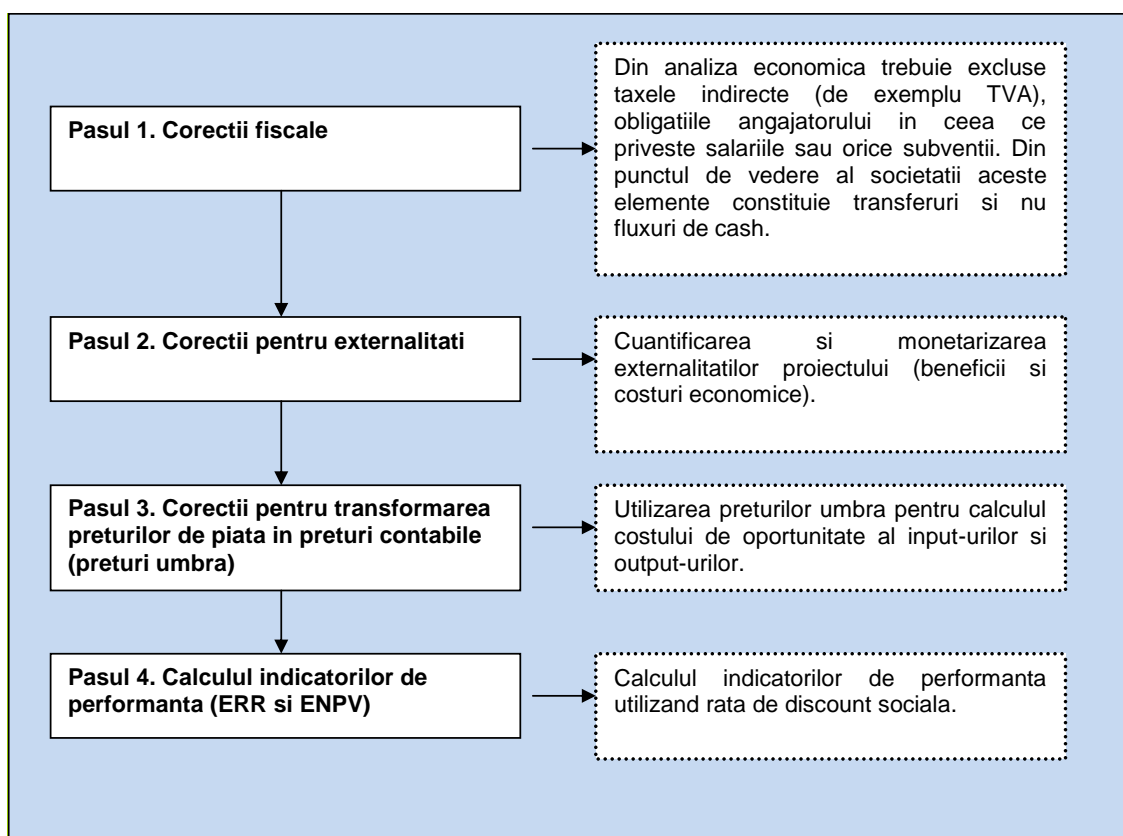 Pasul 1. Corectii fiscale
Din analiza economica trebuie excluse
taxele indirecte (de exemplu TVA),
obligatiile angajatorului in ceea ce
priveste salariile sau orice subventii. Din
punctul de vedere al societatii aceste
elemente constituie transferuri si nu
fluxuri de cash.
Pasul 2. Corectii pentru externalitati
Cuantificarea si monetarizarea
externalitatilor proiectului (beneficii si
costuri economice).
Pasul 3. Corectii pentru transformarea
preturilor de piata in preturi contabile
(preturi umbra)
Utilizarea preturilor umbra pentru calculul
costului de oportunitate al input-urilor si
output-urilor.
Pasul 4. Calculul indicatorilor de
performanta (ERR si ENPV)
Calculul indicatorilor de performanta
utilizand rata de discount sociala.